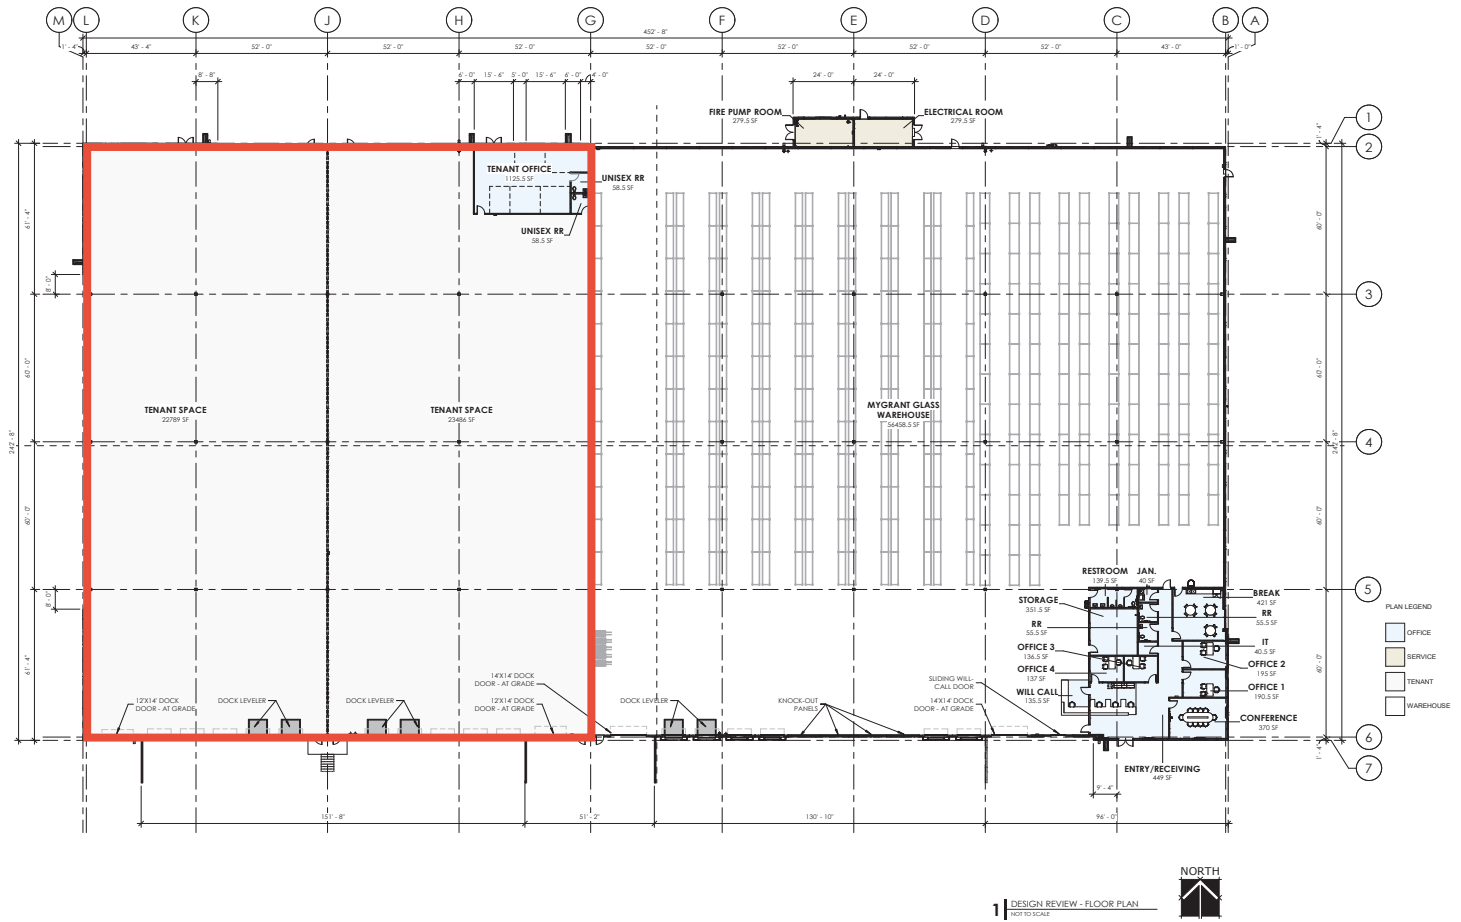 M L K J H G F E D C B A
452' - 8"
1' - 4" 43' - 4" 52' - 0" 52' - 0" 52' - 0" 52' - 0" 52' - 0" 52' - 0" 52' - 0" 43' - 0" 1' - 0"
8' - 8" 6' - 0" 15' - 6" 5' - 0" 15' - 6" 6' - 0" 4' - 0" 24' - 0" 24' - 0"
FIRE PUMP ROOM
279.5 SF
ELECTRICAL ROOM
279.5 SF
1
1' - 4"
2
TENANT OFFICE
1125.5 SF
UNISEX RR
58.5 SF
UNISEX RR
58.5 SF
61' - 4"
60' - 0"
8' - 0"
3
60' - 0"
60' - 0"
TENANT SPACE
22789 SF
TENANT SPACE
23486 SF
MYGRANT GLASS
WAREHOUSE
56458.5 SF
242' - 8"
242' - 8"
4
60' - 0"
60' - 0"
RESTROOM
139.5 SF
JAN.
40 SF
5
8' - 0"
STORAGE
351.5 SF
BREAK
421 SF
RR
55.5 SF
RR
55.5 SF
PLAN LEGEND
OFFICE
SERVICE
TENANT
WAREHOUSE
OFFICE 3
136.5 SF
IT
40.5 SF
OFFICE 4
137 SF
OFFICE 2
195 SF
61' - 4"
60' - 0"
WILL CALL
135.5 SF
OFFICE 1
190.5 SF
CONFERENCE
370 SF
14'X14' DOCK
DOOR - AT GRADE
SLIDING WILL-
CALL DOOR
12'X14' DOCK
DOOR - AT GRADE
DOCK LEVELER
DOCK LEVELER
12'X14' DOCK
DOOR - AT GRADE
DOCK LEVELER
KNOCK-OUT
PANELS
14'X14' DOCK
DOOR - AT GRADE
6
1' - 4"
7
ENTRY/RECEIVING
449 SF
9' - 4"
151' - 8" 51' - 2" 130' - 10" 96' - 0"
NORTH
1 DESIGN REVIEW - FLOOR PLAN
NOT TO SCALE